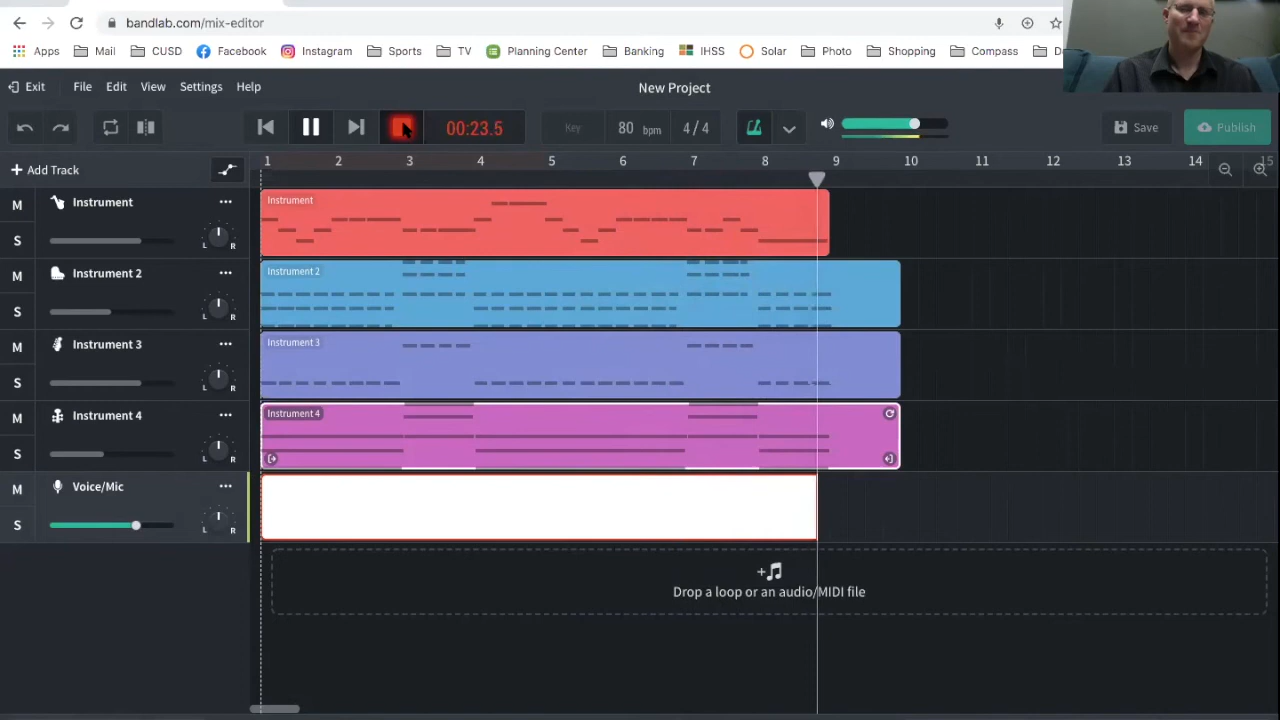 bandlab.com/mix-editor
Apps Mail CUSD Facebook Instagram Sports TV Planning Center Banking IHSS Solar Photo Shopping Compass D
Exit File Edit View Settings Help New Project
00:23.5 Key 80 bpm 4/4 Save Publish
+ Add Track 1 2 3 4 5 6 7 8 9 10 11 12 13 14 15
M Instrument Instrument
S L R
M Instrument 2 Instrument 2
S L R
M Instrument 3 Instrument 3
S L R
M Instrument 4 Instrument 4
S L R
M Voice/Mic
S L R
Drop a loop or an audio/MIDI file